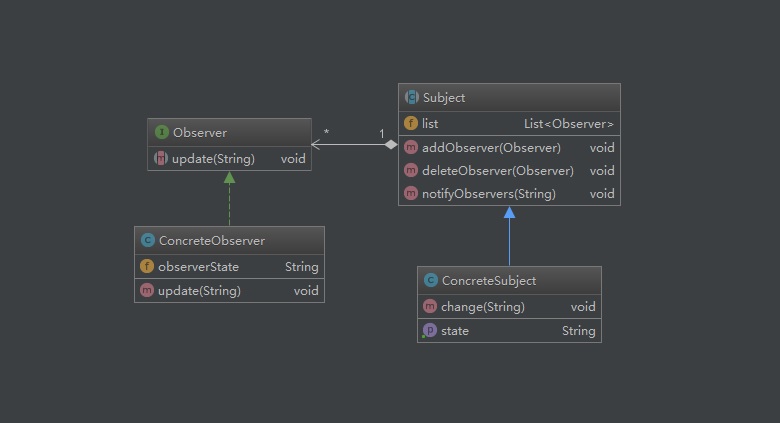 Subject
list List<Observer>
addObserver(Observer) void
deleteObserver(Observer) void
notifyObservers(String) void
* 1
Observer
update(String) void
ConcreteObserver
observerState String
update(String) void
ConcreteSubject
change(String) void
state String